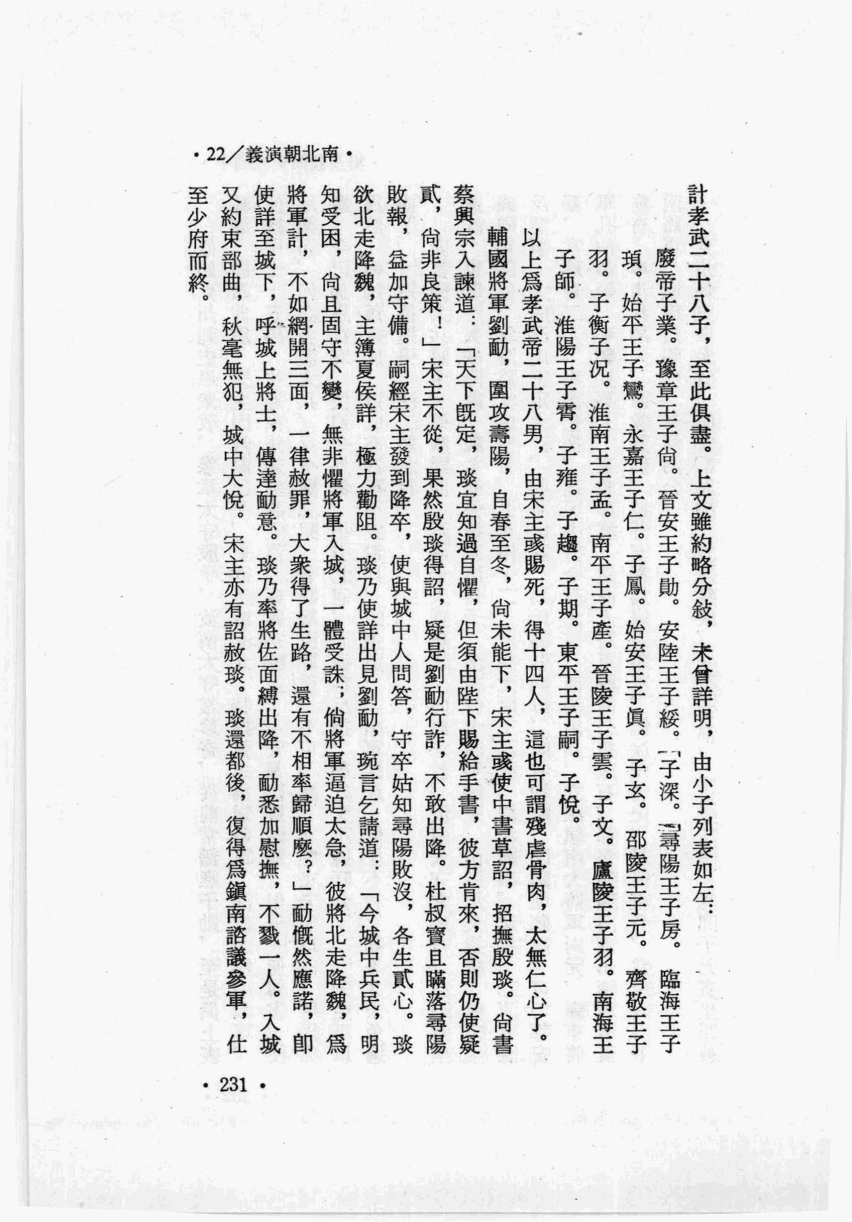 ·22／義演朝北南·
計孝武二十八子，至此俱盡。上文雖約略分敍，未曾詳明，由小子列表如左：
廢帝子業。豫章王子尚。晉安王子勛。安陸王子綏。子深。尋陽王子房。臨海王子
頊。始平王子鸞。永嘉王子仁。子鳳。始安王子眞。子玄。邵陵王子元。齊敬王子
羽。子衡子況。淮南王子孟。南平王子產。晉陵王子雲。子文。廬陵王子羽。南海王
子師。淮陽王子霄。子雍。子趨。子期。東平王子嗣。子悅。
以上爲孝武帝二十八男，由宋主彧賜死，得十四人，這也可謂殘虐骨肉，太無仁心了。
輔國將軍劉勔，圍攻壽陽，自春至冬，尙未能下，宋主彧使中書草詔，招撫殷琰。尙書
蔡興宗入諫道：「天下旣定，琰宜知過自懼，但須由陛下賜給手書，彼方肯來，否則仍使疑
貳，尙非良策！」宋主不從，果然殷琰得詔，疑是劉勔行詐，不敢出降。杜叔寶且瞞落尋陽
敗報，益加守備。嗣經宋主發到降卒，使與城中人問答，守卒姑知尋陽敗沒，各生貳心。琰
欲北走降魏，主簿夏侯詳，極力勸阻。琰乃使詳出見劉勔，琬言乞請道：「今城中兵民，明
知受困，尙且固守不變，無非懼將軍入城，一體受誅；倘將軍逼迫太急，彼將北走降魏，爲
將軍計，不如網開三面，一律赦罪，大衆得了生路，還有不相率歸順麽？」勔慨然應諾，卽
使詳至城下，呼城上將士，傳達勔意。琰乃率將佐面縛出降，勔悉加慰撫，不戮一人。入城
又約束部曲，秋毫無犯，城中大悅。宋主亦有詔赦琰。琰還都後，復得爲鎭南諮議參軍，仕
至少府而終。
·231·